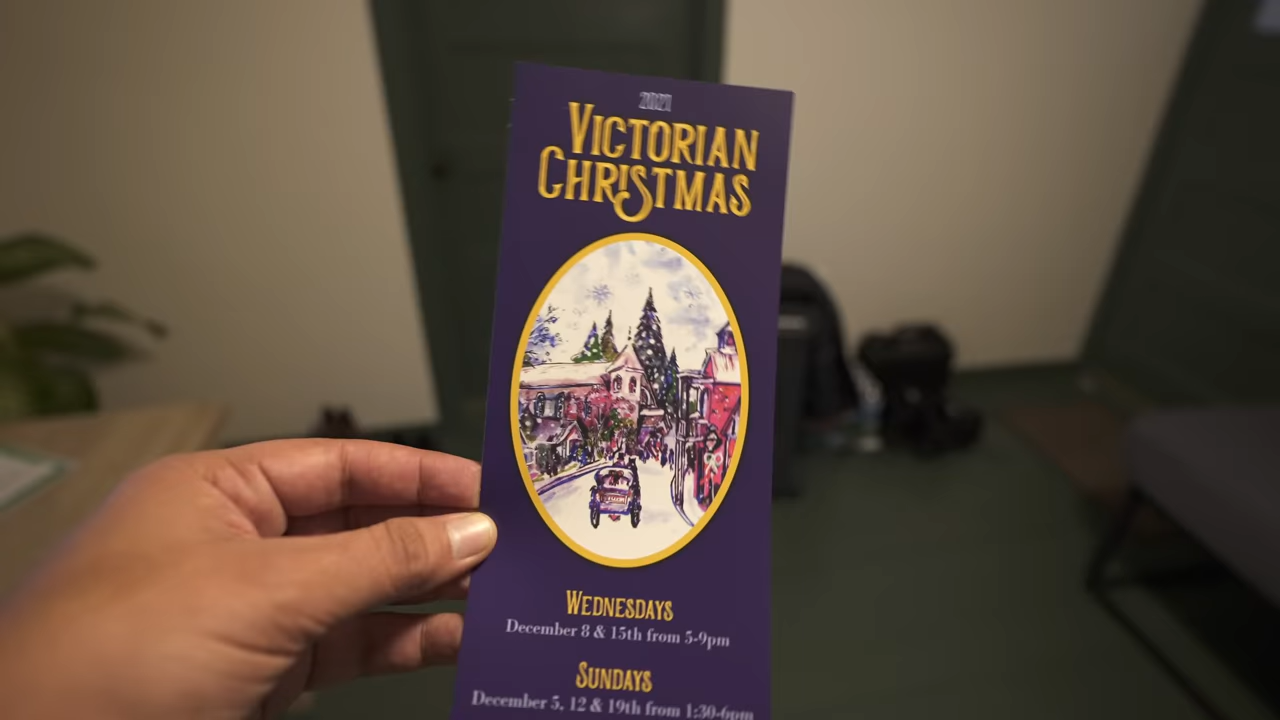 2021
VICTORIAN
CHRISTMAS
WEDNESDAYS
December 8 & 15th from 5-9pm
SUNDAYS
December 5, 12 & 19th from 1:30-6pm